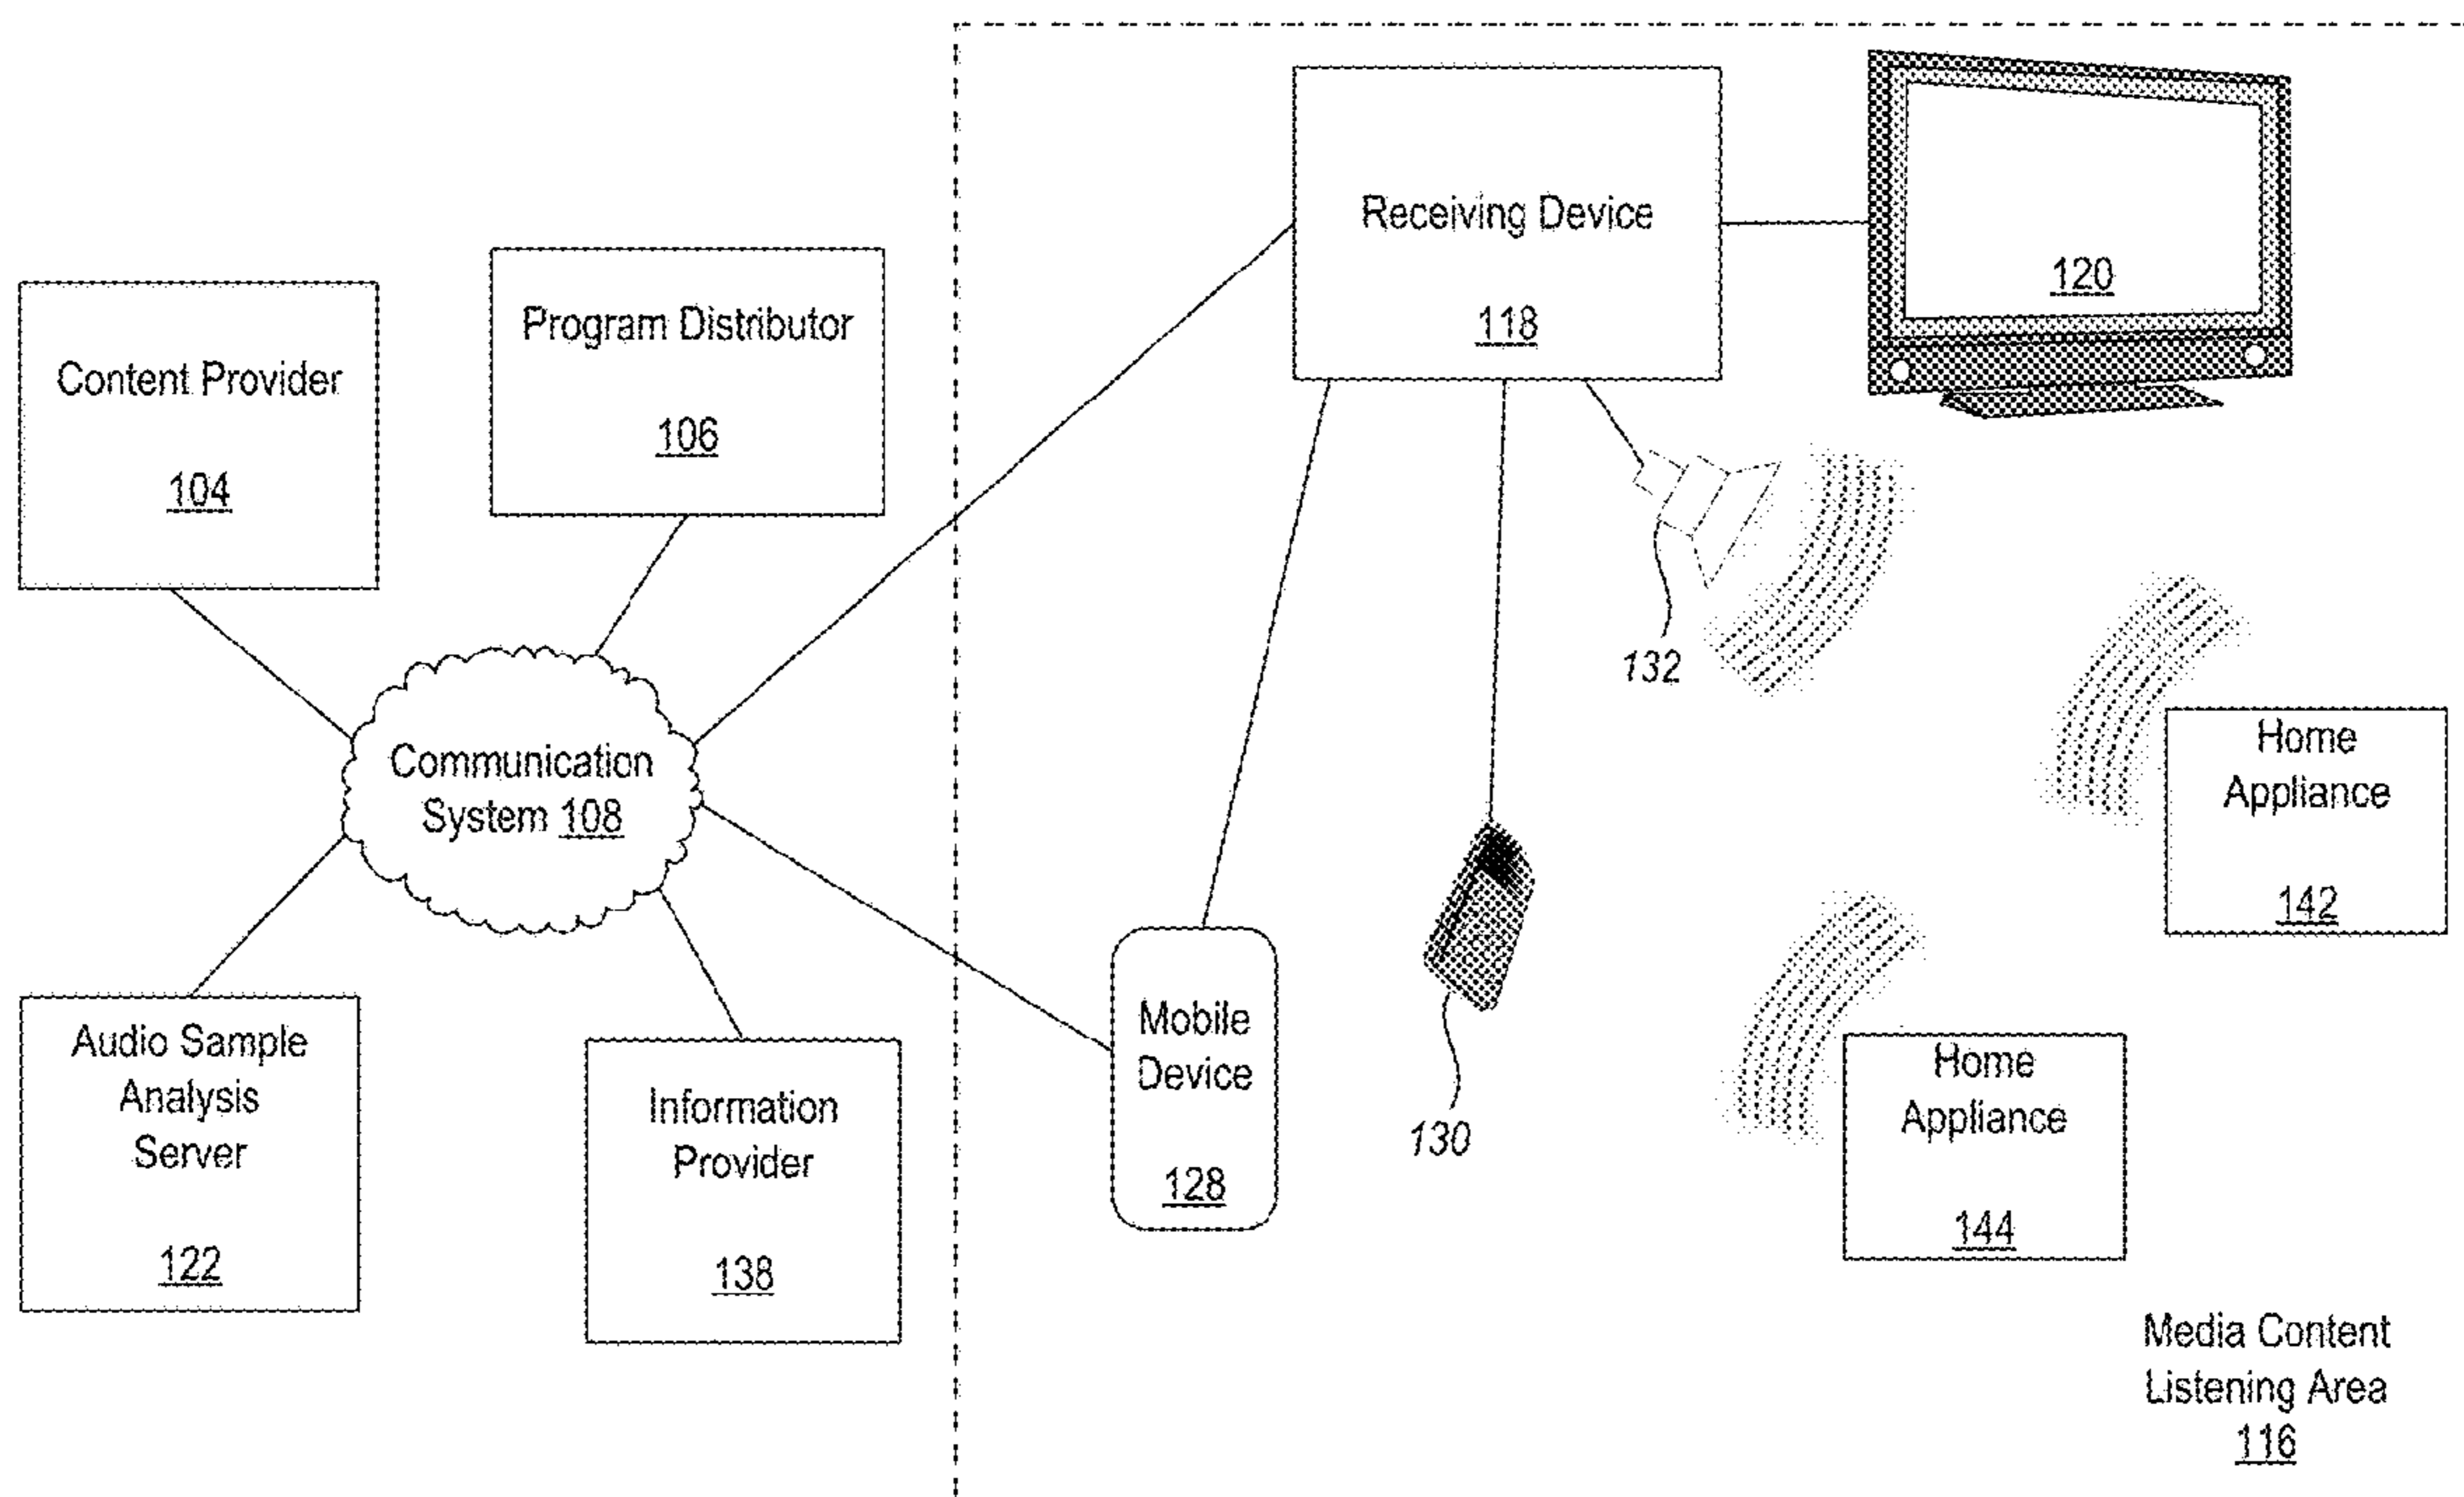 Content Provider
104
Program Distributor
106
Communication
System 108
Audio Sample
Analysis
Server
122
Information
Provider
138
Receiving Device
118
120
132
Mobile
Device
128
130
Home
Appliance
142
Home
Appliance
144
Media Content
Listening Area
116